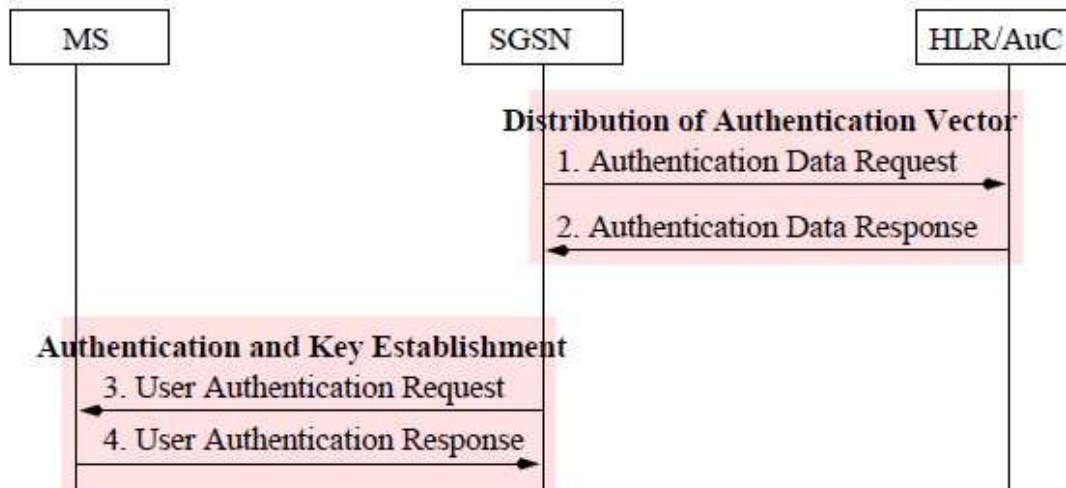 MS
SGSN
HLR/AuC
Distribution of Authentication Vector
1. Authentication Data Request
2. Authentication Data Response
Authentication and Key Establishment
3. User Authentication Request
4. User Authentication Response